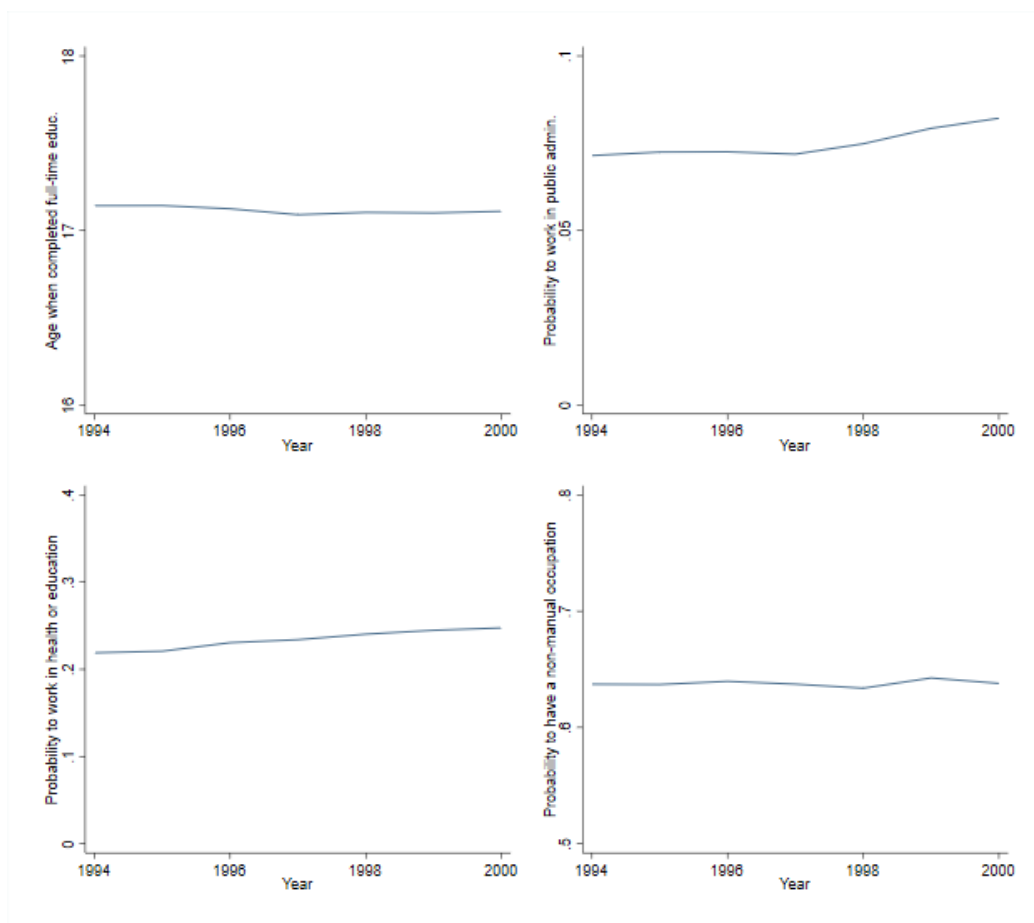 Age when completed full-time educ.
18
17
16
1994 1996 1998 2000
Year
Probability to work in public admin.
.1
.05
0
1994 1996 1998 2000
Year
Probability to work in health or education
.4
.3
.2
.1
0
1994 1996 1998 2000
Year
Probability to have a non-manual occupation
.8
.7
.6
.5
1994 1996 1998 2000
Year